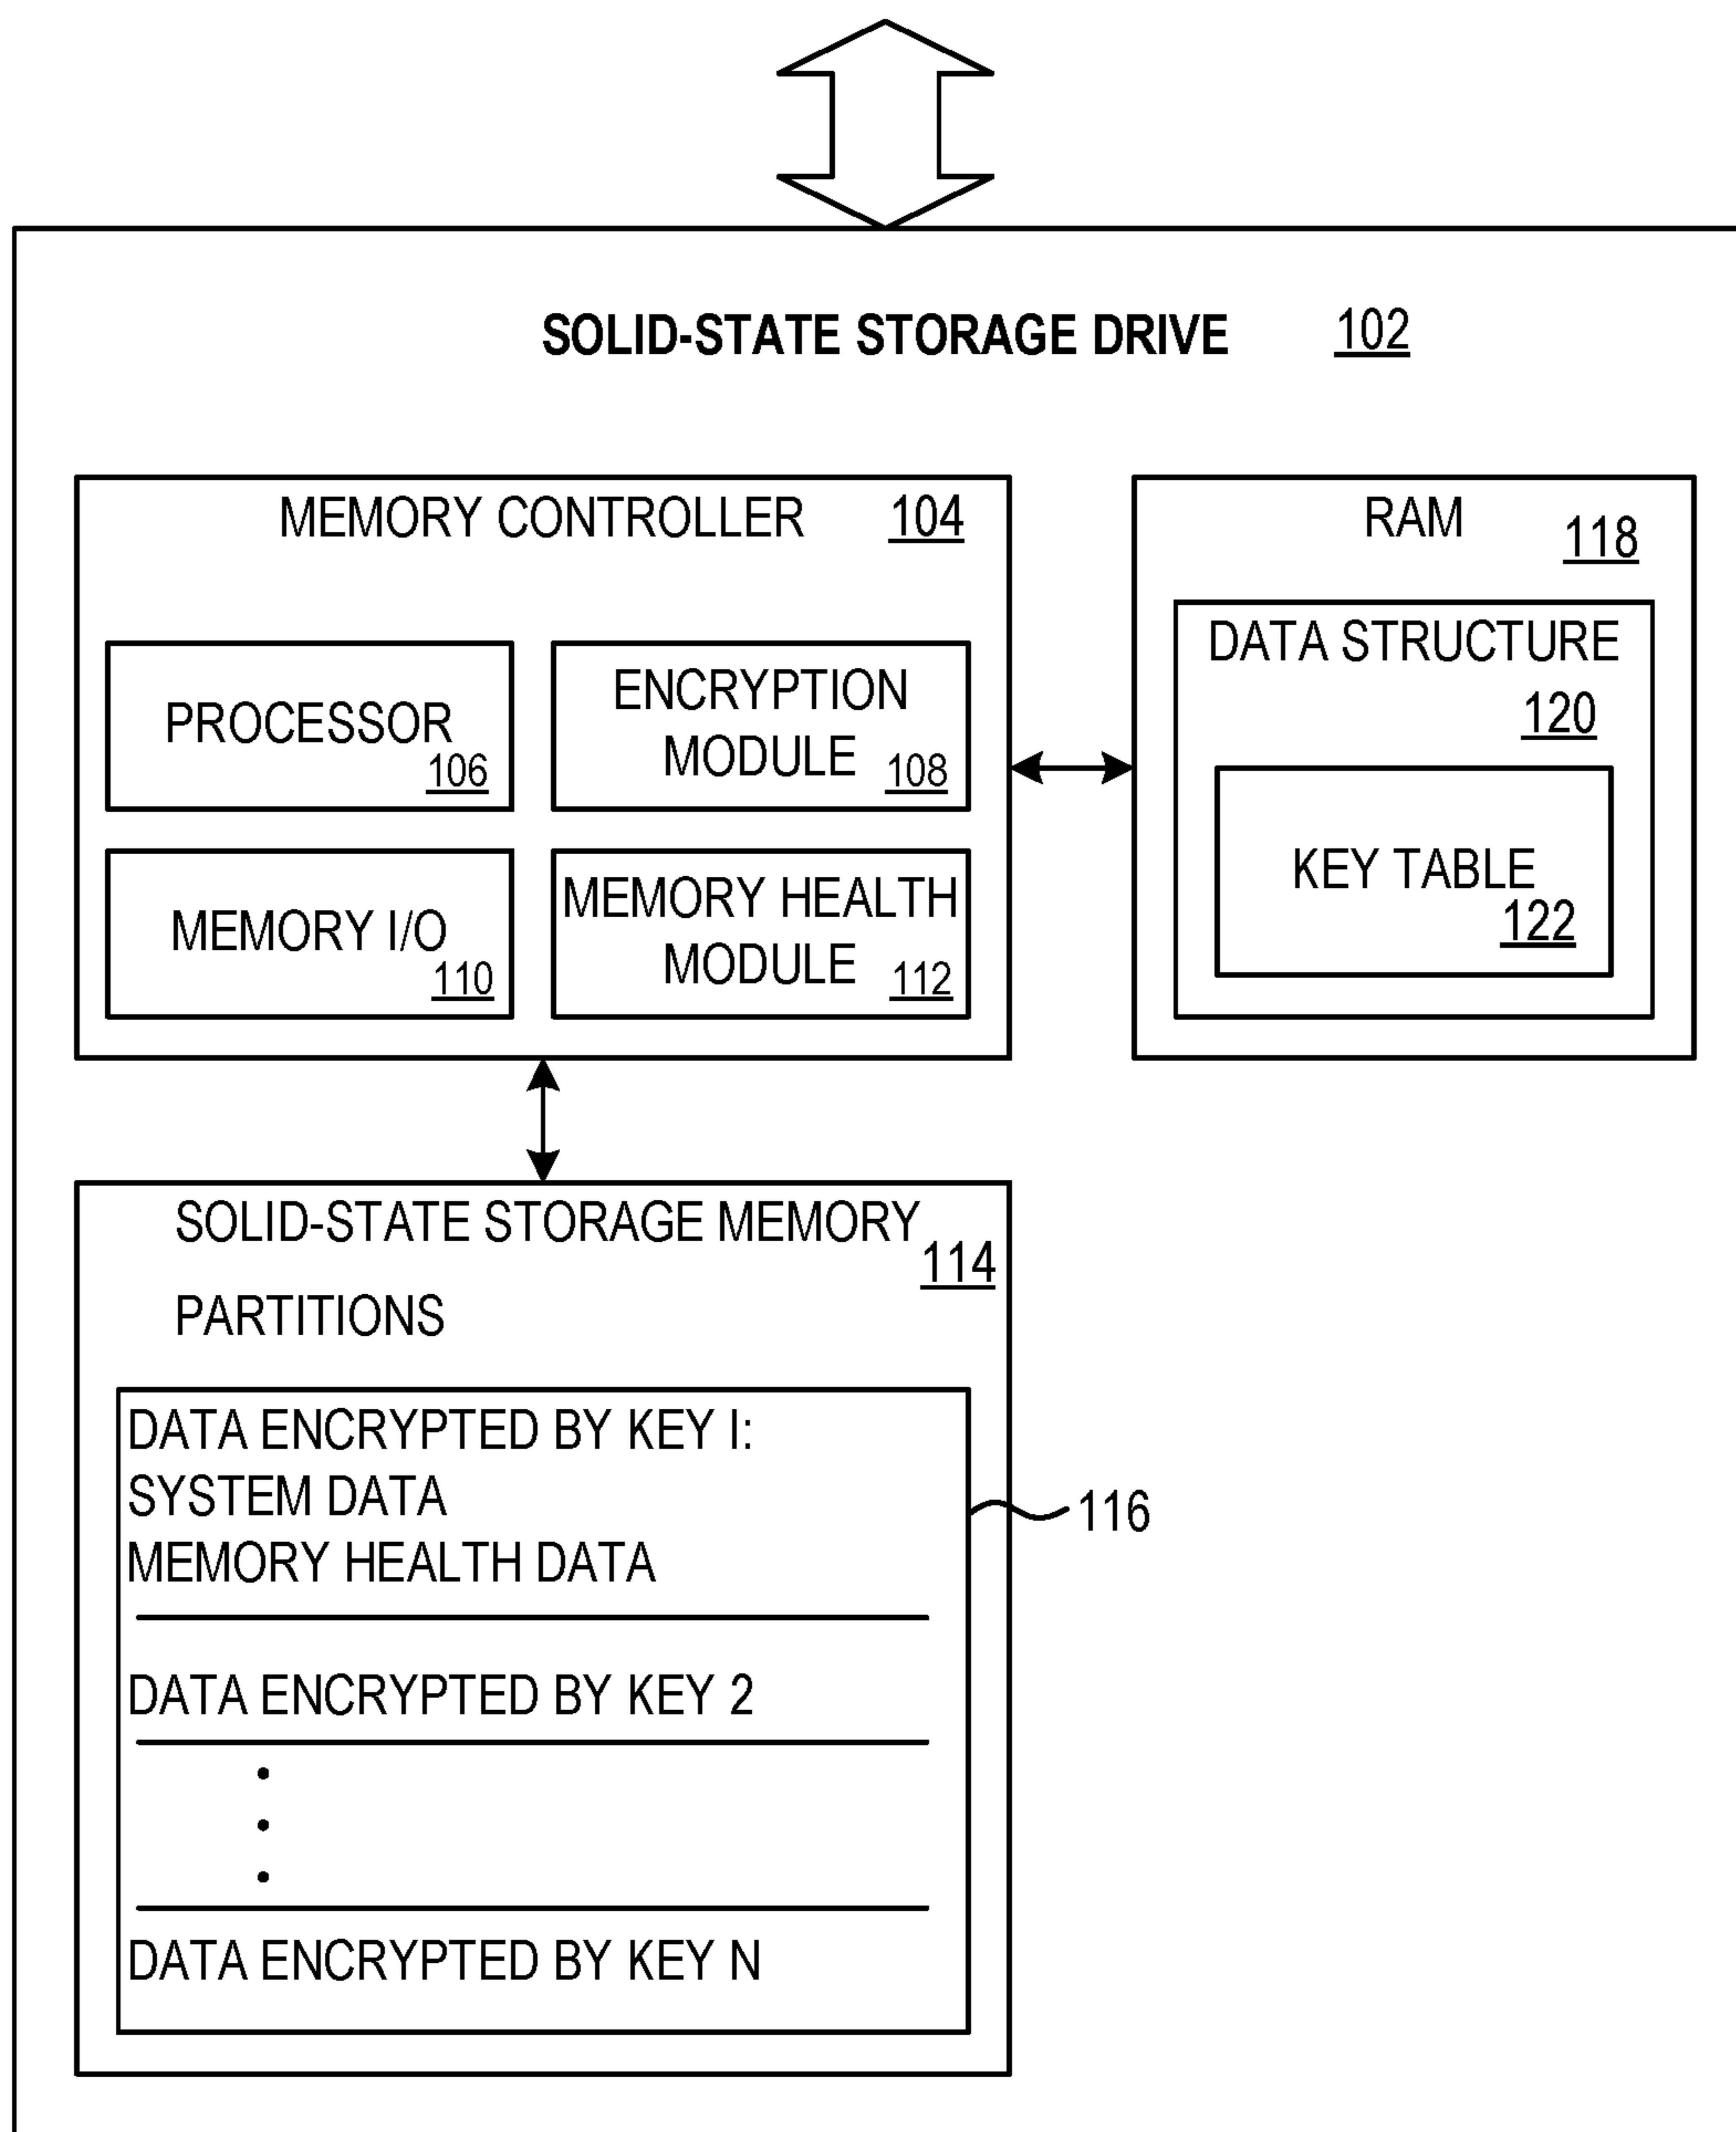 SOLID-STATE STORAGE DRIVE 102
MEMORY CONTROLLER 104
PROCESSOR
106
ENCRYPTION
MODULE 108
MEMORY I/O
110
MEMORY HEALTH
MODULE 112
RAM 118
DATA STRUCTURE
120
KEY TABLE
122
SOLID-STATE STORAGE MEMORY
114
PARTITIONS
DATA ENCRYPTED BY KEY I:
SYSTEM DATA
MEMORY HEALTH DATA
116
DATA ENCRYPTED BY KEY 2
DATA ENCRYPTED BY KEY N